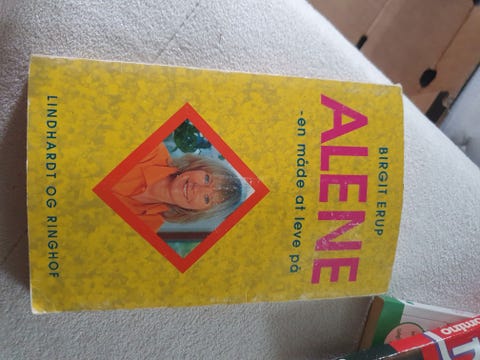 BIRGIT ERUP
ALENE
-en måde at leve på
LINDHARDT OG RINGHOF